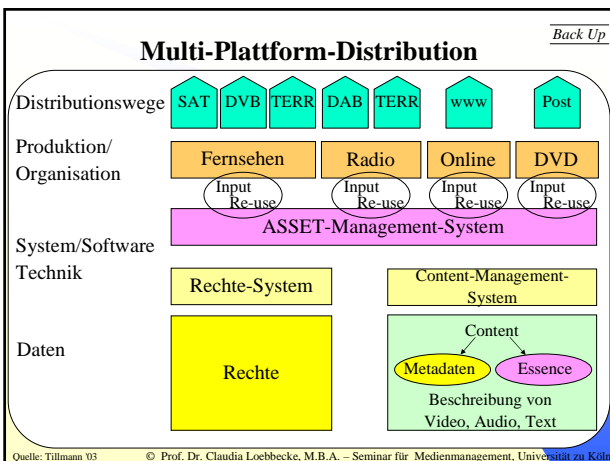 Back Up
Multi-Plattform-Distribution
Distributionswege
SAT DVB TERR DAB TERR www Post
Produktion/
Organisation
Fernsehen Radio Online DVD
Input Input Input Input
Re-use Re-use Re-use Re-use
ASSET-Management-System
System/Software
Technik
Rechte-System
Content-Management-
System
Daten
Rechte
Content
Metadaten Essence
Beschreibung von
Video, Audio, Text
Quelle: Tillmann '03 © Prof. Dr. Claudia Loebbecke, M.B.A. – Seminar für Medienmanagement, Universität zu Köln